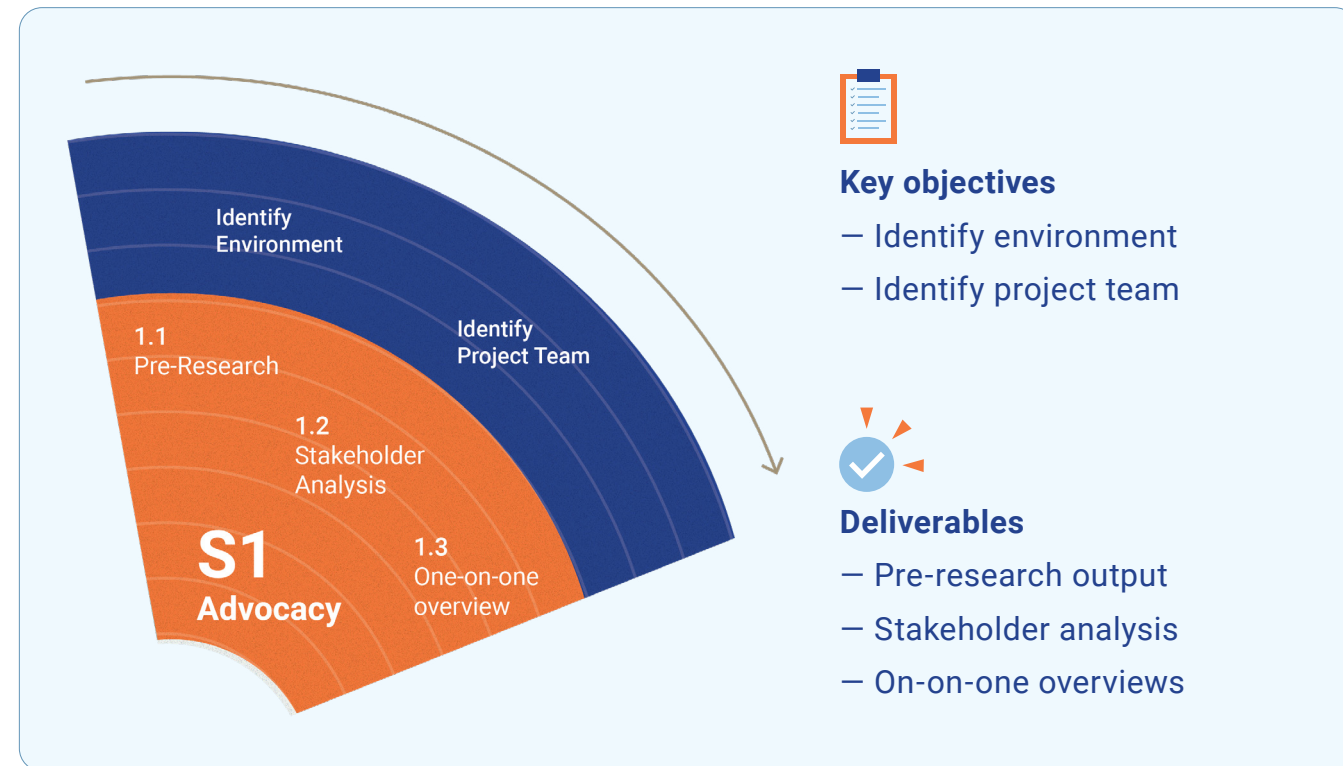 Identify
Environment
Identify
Project Team
1.1
Pre-Research
1.2
Stakeholder
Analysis
1.3
One-on-one
overview
S1
Advocacy
Key objectives
— Identify environment
— Identify project team
Deliverables
— Pre-research output
— Stakeholder analysis
— On-on-one overviews